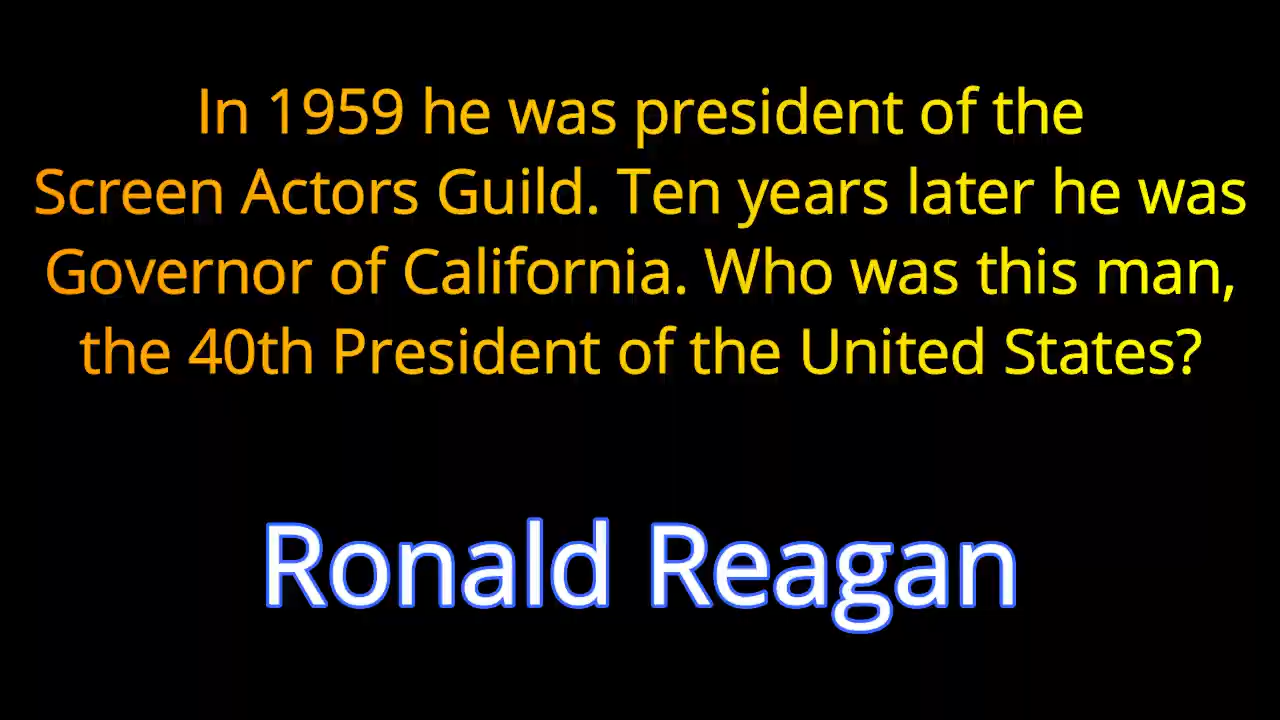 In 1959 he was president of the
Screen Actors Guild. Ten years later he was
Governor of California. Who was this man,
the 40th President of the United States?
Ronald Reagan